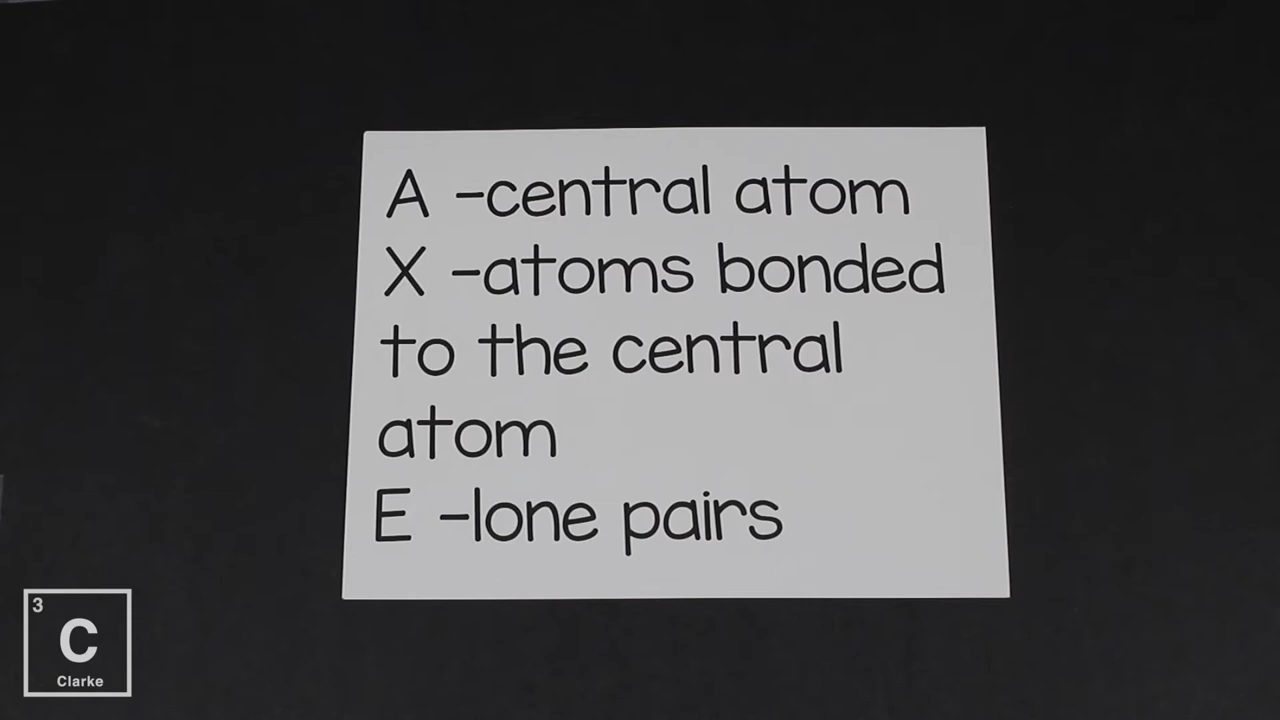 A -central atom
X -atoms bonded
to the central
atom
E -lone pairs
3
C
Clarke